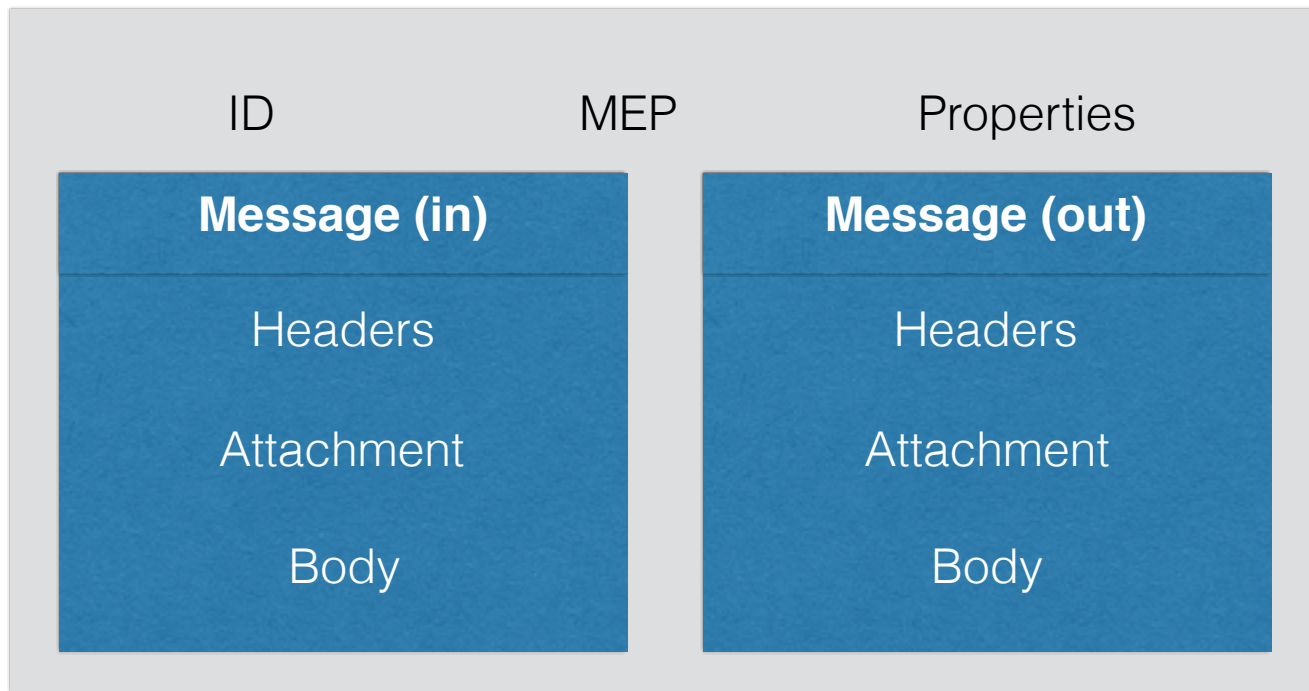 ID MEP Properties
Message (in) Message (out)
Headers Headers
Attachment Attachment
Body Body